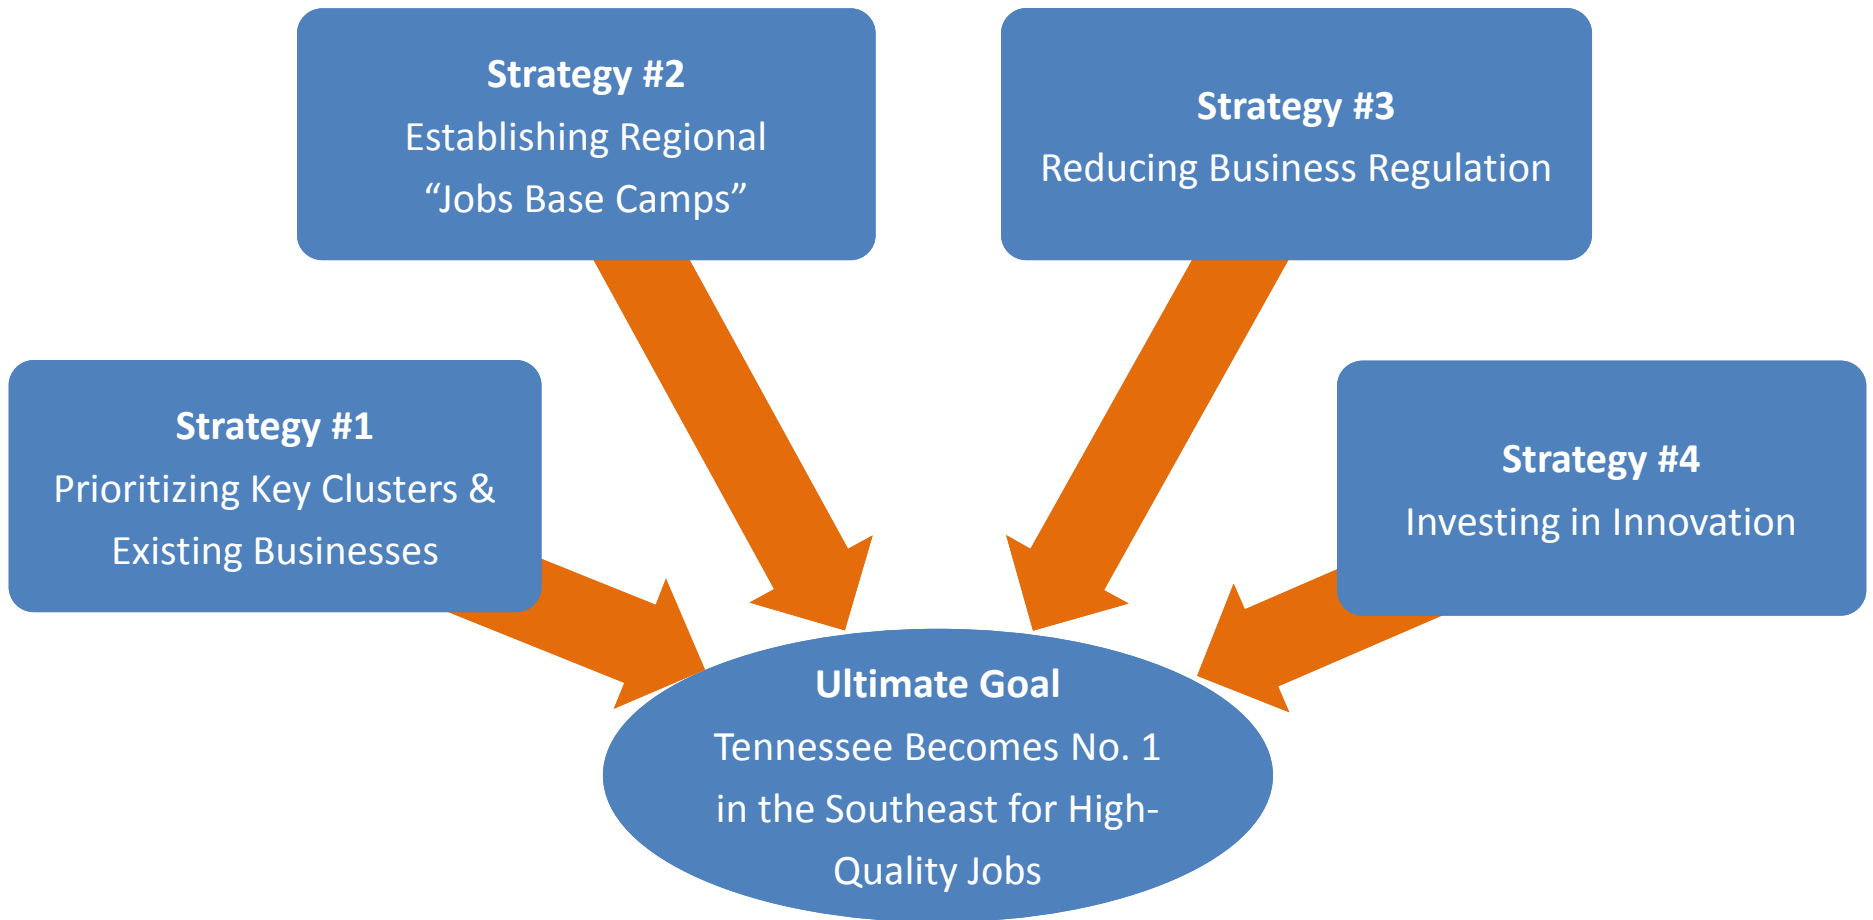 Strategy #2
Establishing Regional
“Jobs Base Camps”
Strategy #3
Reducing Business Regulation
Strategy #1
Prioritizing Key Clusters &
Existing Businesses
Strategy #4
Investing in Innovation
Ultimate Goal
Tennessee Becomes No. 1
in the Southeast for High-
Quality Jobs